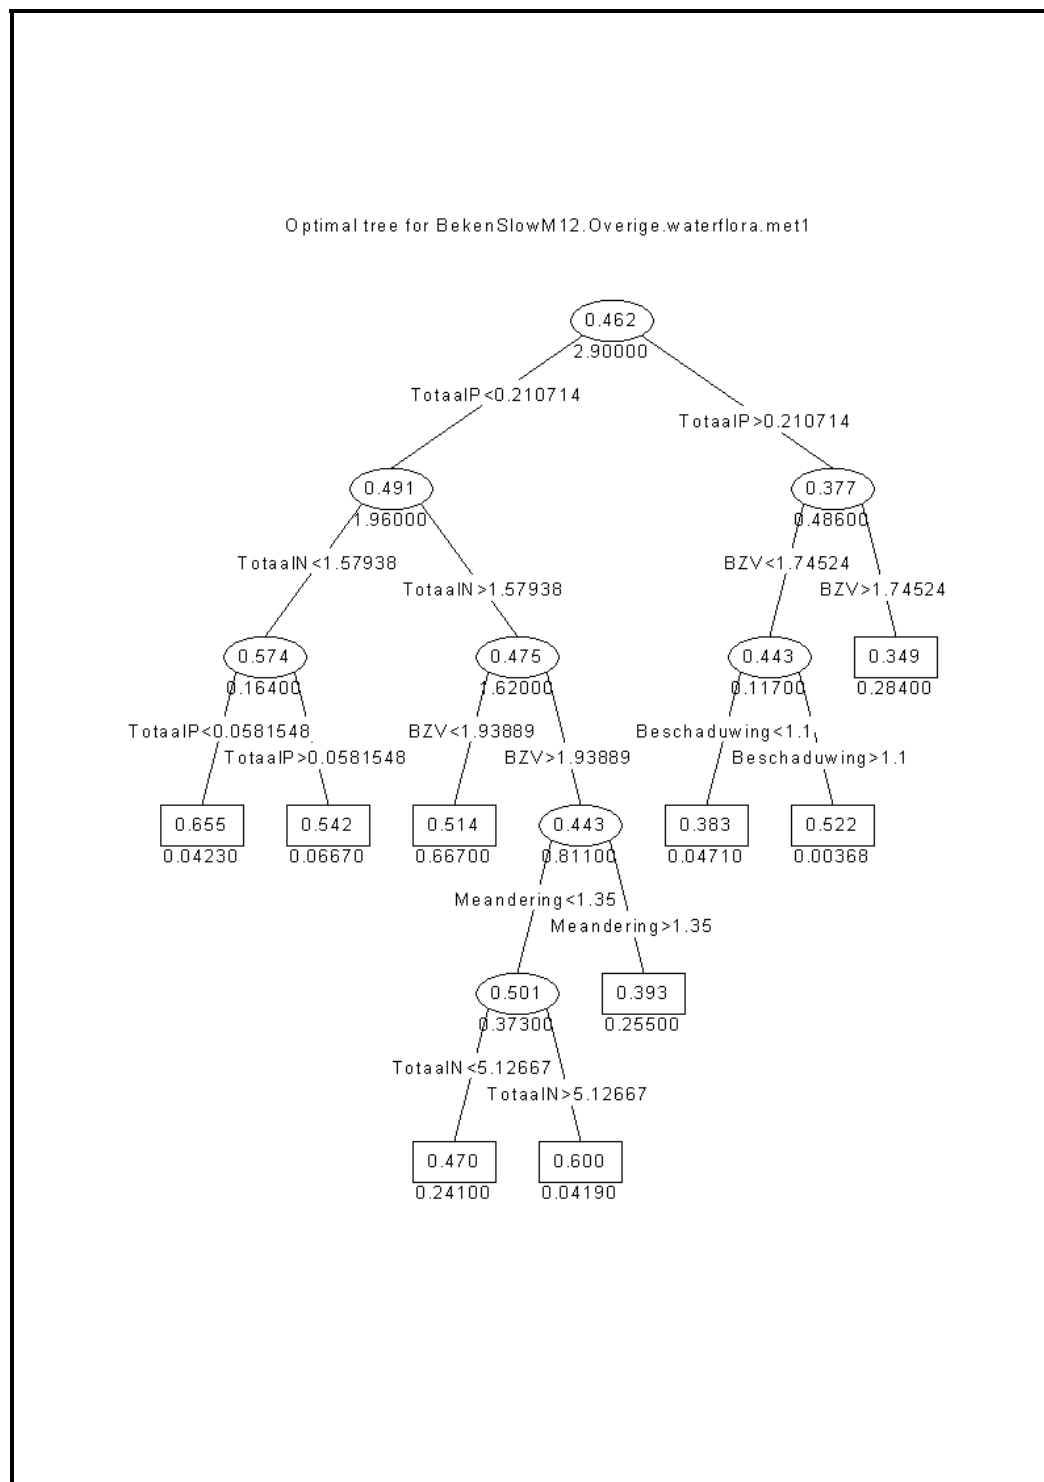 Optimal tree for BekenSlowM12.Overige.waterflora.met1
0.462
2.90000
TotaalP<0.210714
TotaalP>0.210714
0.491
0.377
1.96000
0.48600
TotaalN<1.57938
BZV<1.74524
TotaalN>1.57938
BZV>1.74524
0.574
0.475
0.443
0.349
0.16400
1.62000
0.11700
0.28400
TotaalP<0.0581548
BZV<1.93889
Beschaduwing<1.1
TotaalP>0.0581548
BZV>1.93889
Beschaduwing>1.1
0.655
0.542
0.514
0.443
0.383
0.522
0.04230
0.06670
0.66700
0.81100
0.04710
0.00368
Meandering<1.35
Meandering>1.35
0.501
0.393
0.37300
0.25500
TotaalN<5.12667
TotaalN>5.12667
0.470
0.600
0.24100
0.04190